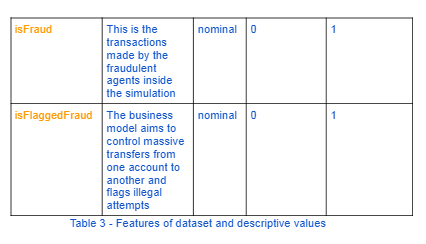 isFraud This is the nominal 0 1
transactions
made by the
fraudulent
agents inside
the simulation
isFlaggedFraud The business nominal 0 1
model aims to
control massive
transfers from
one account to
another and
flags illegal
attempts
Table 3 - Features of dataset and descriptive values